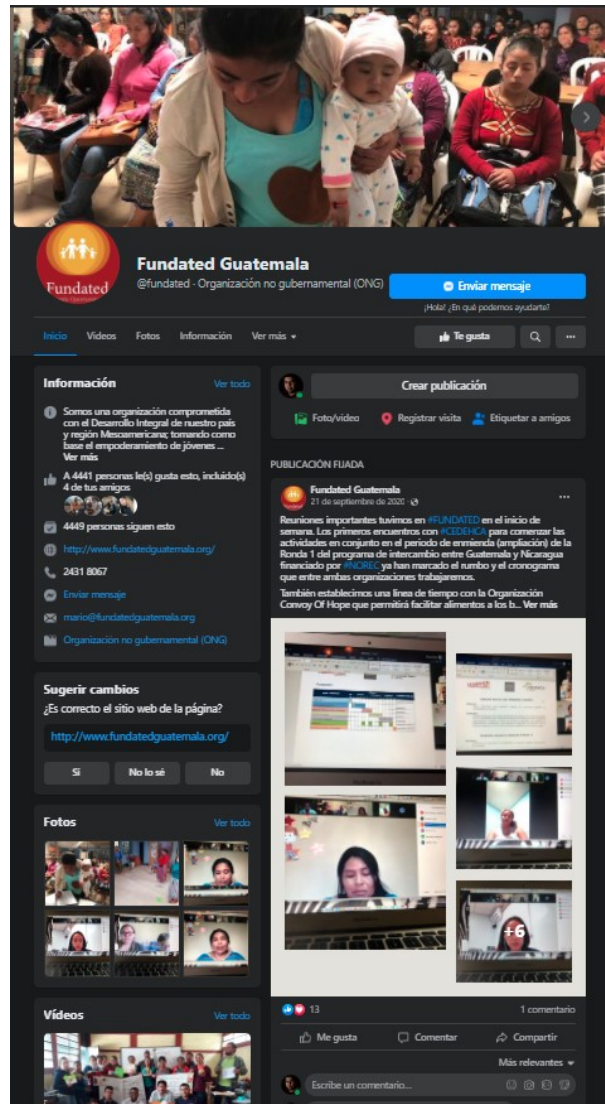 Fundated
Fundated Guatemala
@fundated · Organización no gubernamental (ONG)
Enviar mensaje
¡Hola! ¿En qué podemos ayudarte?
Inicio
Videos
Fotos
Información
Ver más
Te gusta
Información
Ver todo
Somos una organización comprometida
con el Desarrollo Integral de nuestro país
y región Mesoamericana; tomando como
base el empoderamiento de jóvenes ...
Ver más
A 4441 personas le(s) gusta esto, incluido(s)
4 de tus amigos
4449 personas siguen esto
http://www.fundatedguatemala.org/
2431 8067
Enviar mensaje
mario@fundatedguatemala.org
Organización no gubernamental (ONG)
Sugerir cambios
¿Es correcto el sitio web de la página?
http://www.fundatedguatemala.org/
Sí
No lo sé
No
Fotos
Ver todo
Vídeos
Ver todo
Crear publicación
Foto/video
Registrar visita
Etiquetar a amigos
PUBLICACIÓN FIJADA
Fundated Guatemala
21 de septiembre de 2020
Reuniones importantes tuvimos en #FUNDATED en el inicio de
semana. Los primeros encuentros con #CEDEHCA para comenzar las
actividades en conjunto en el periodo de enmienda (ampliación) de la
Ronda 1 del programa de intercambio entre Guatemala y Nicaragua
financiado por #NOREC ya han marcado el rumbo y el cronograma
que entre ambas organizaciones trabajaremos.
También establecimos una línea de tiempo con la Organización
Convoy Of Hope que permitirá facilitar alimentos a los b... Ver más
+6
13
1 comentario
Me gusta
Comentar
Compartir
Más relevantes
Escribe un comentario...